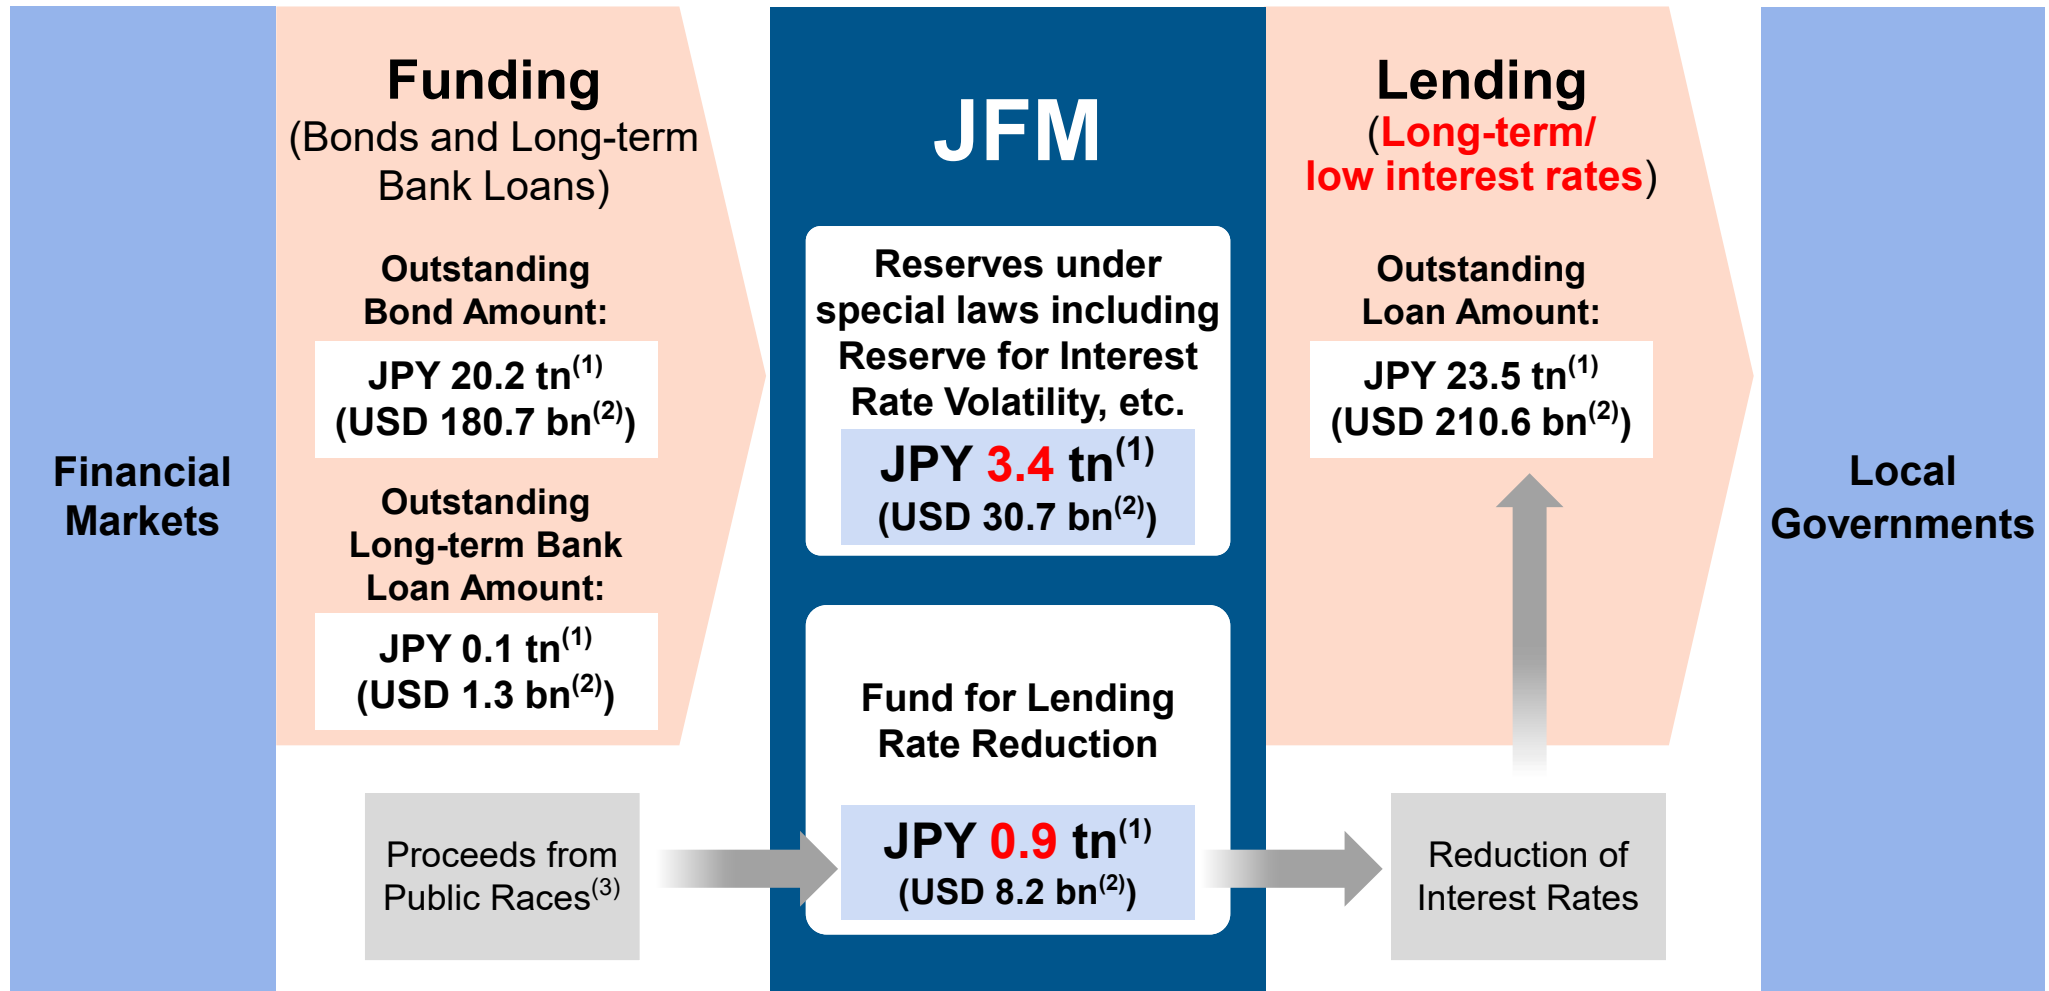 Financial
Markets
Funding
(Bonds and Long-term
Bank Loans)
Outstanding
Bond Amount:
JPY 20.2 tn(1)
(USD 180.7 bn(2))
Outstanding
Long-term Bank
Loan Amount:
JPY 0.1 tn(1)
(USD 1.3 bn(2))
Proceeds from
Public Races(3)
JFM
Reserves under
special laws including
Reserve for Interest
Rate Volatility, etc.
JPY 3.4 tn(1)
(USD 30.7 bn(2))
Fund for Lending
Rate Reduction
JPY 0.9 tn(1)
(USD 8.2 bn(2))
Lending
(Long-term/
low interest rates)
Outstanding
Loan Amount:
JPY 23.5 tn(1)
(USD 210.6 bn(2))
Reduction of
Interest Rates
Local
Governments